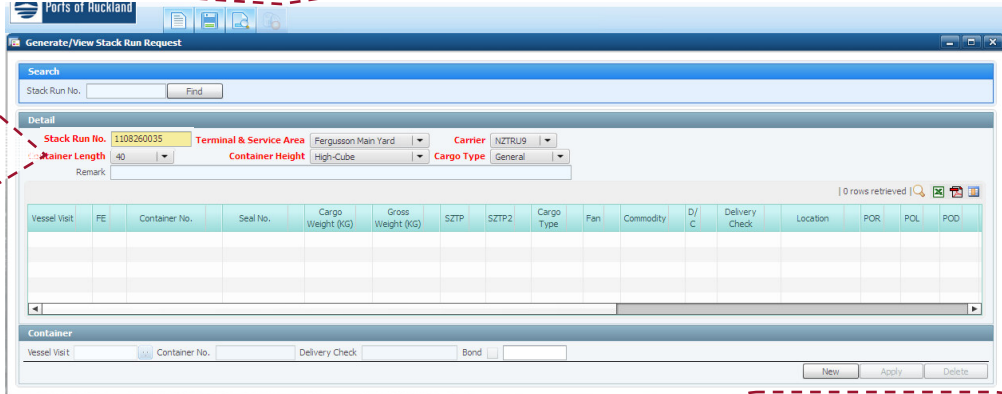 Ports of Auckland
Generate/View Stack Run Request
Search
Stack Run No. Find
Detail
Stack Run No. 1108260035 Terminal & Service Area Fergusson Main Yard Carrier NZTRU9
Container Length 40 Container Height High-Cube Cargo Type General
Remark
| 0 rows retrieved |
Vessel Visit FE Container No. Seal No. Cargo Weight (KG) Gross Weight (KG) SZTP SZTP2 Cargo Type Fan Commodity D/C Delivery Check Location POR POL POD
Container
Vessel Visit Container No. Delivery Check Bond
New Apply Delete